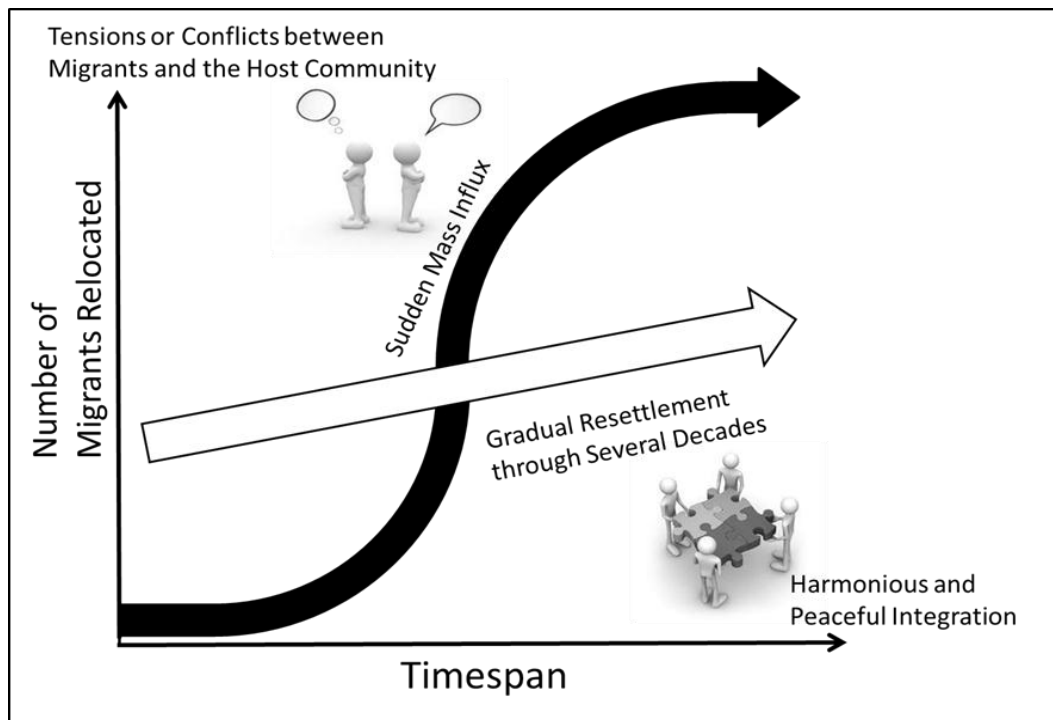 Tensions or Conflicts between
Migrants and the Host Community
Number of
Migrants Relocated
Sudden Mass Influx
Gradual Resettlement
through Several Decades
Harmonious and
Peaceful Integration
Timespan